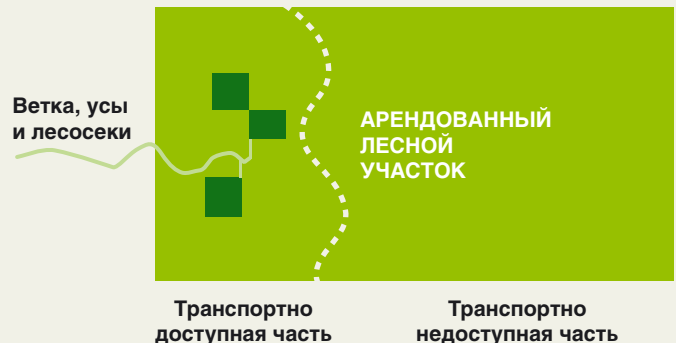 Ветка, усы
и лесосеки
АРЕНДОВАННЫЙ
ЛЕСНОЙ
УЧАСТОК
Транспортно
доступная часть
Транспортно
недоступная часть